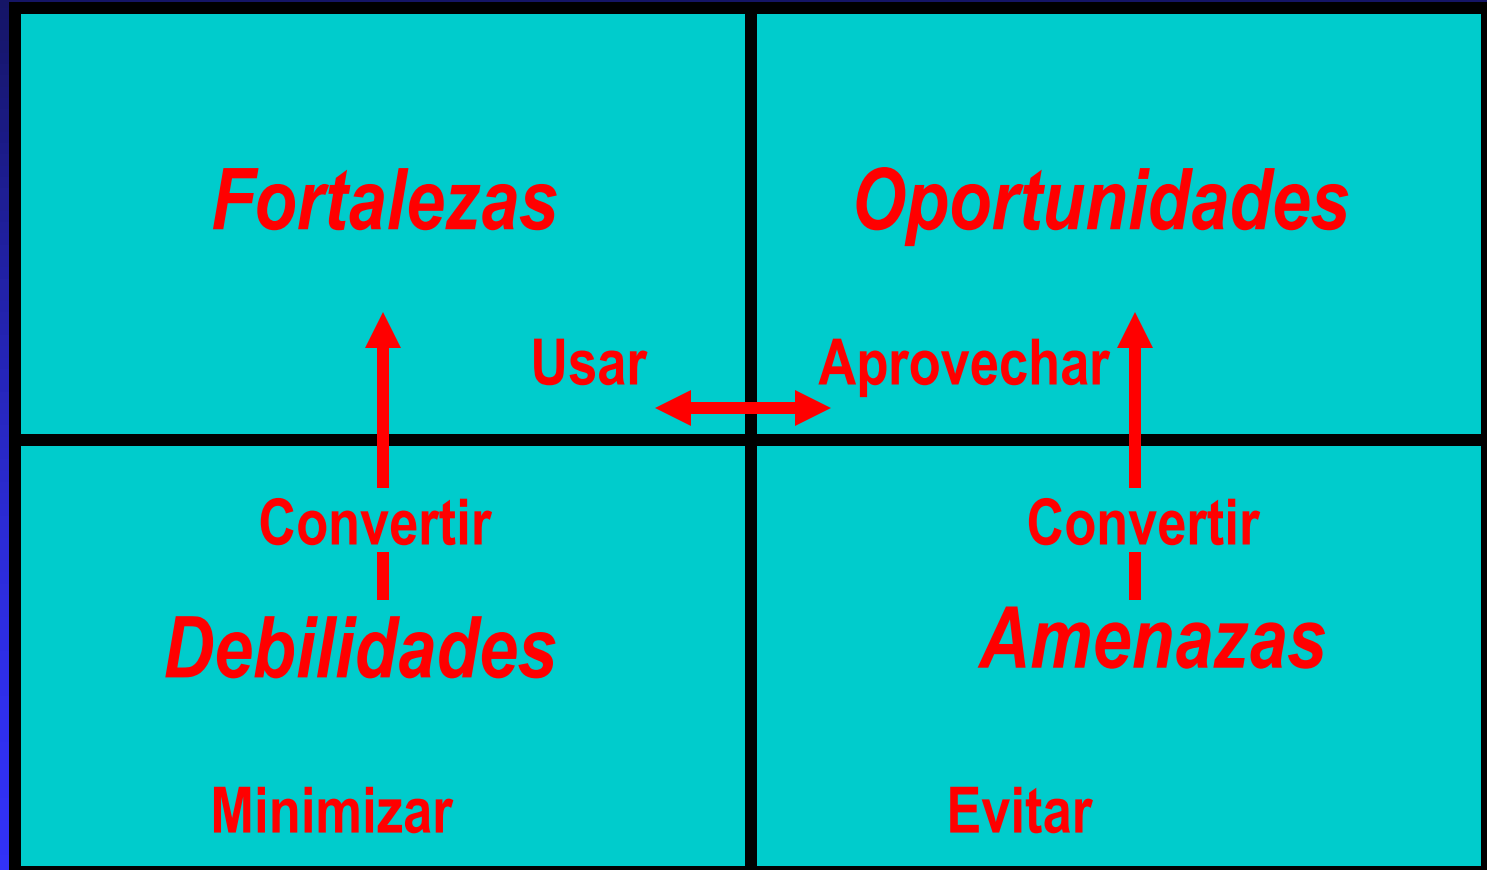 Fortalezas
Oportunidades
Usar
Aprovechar
Convertir
Convertir
Debilidades
Amenazas
Minimizar
Evitar